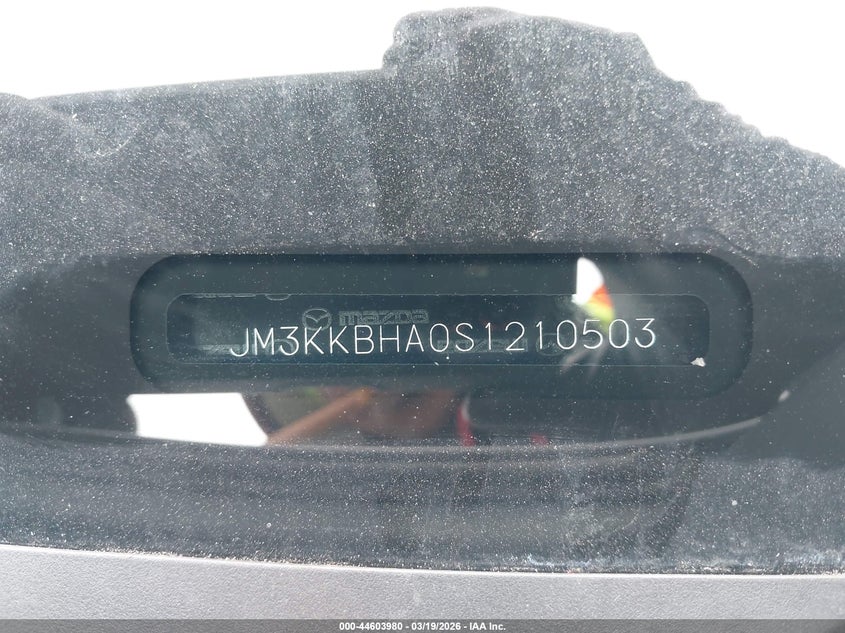 mazda
JM3KKBHA0S1210503
000-44603980 - 03/19/2026 - IAA Inc.